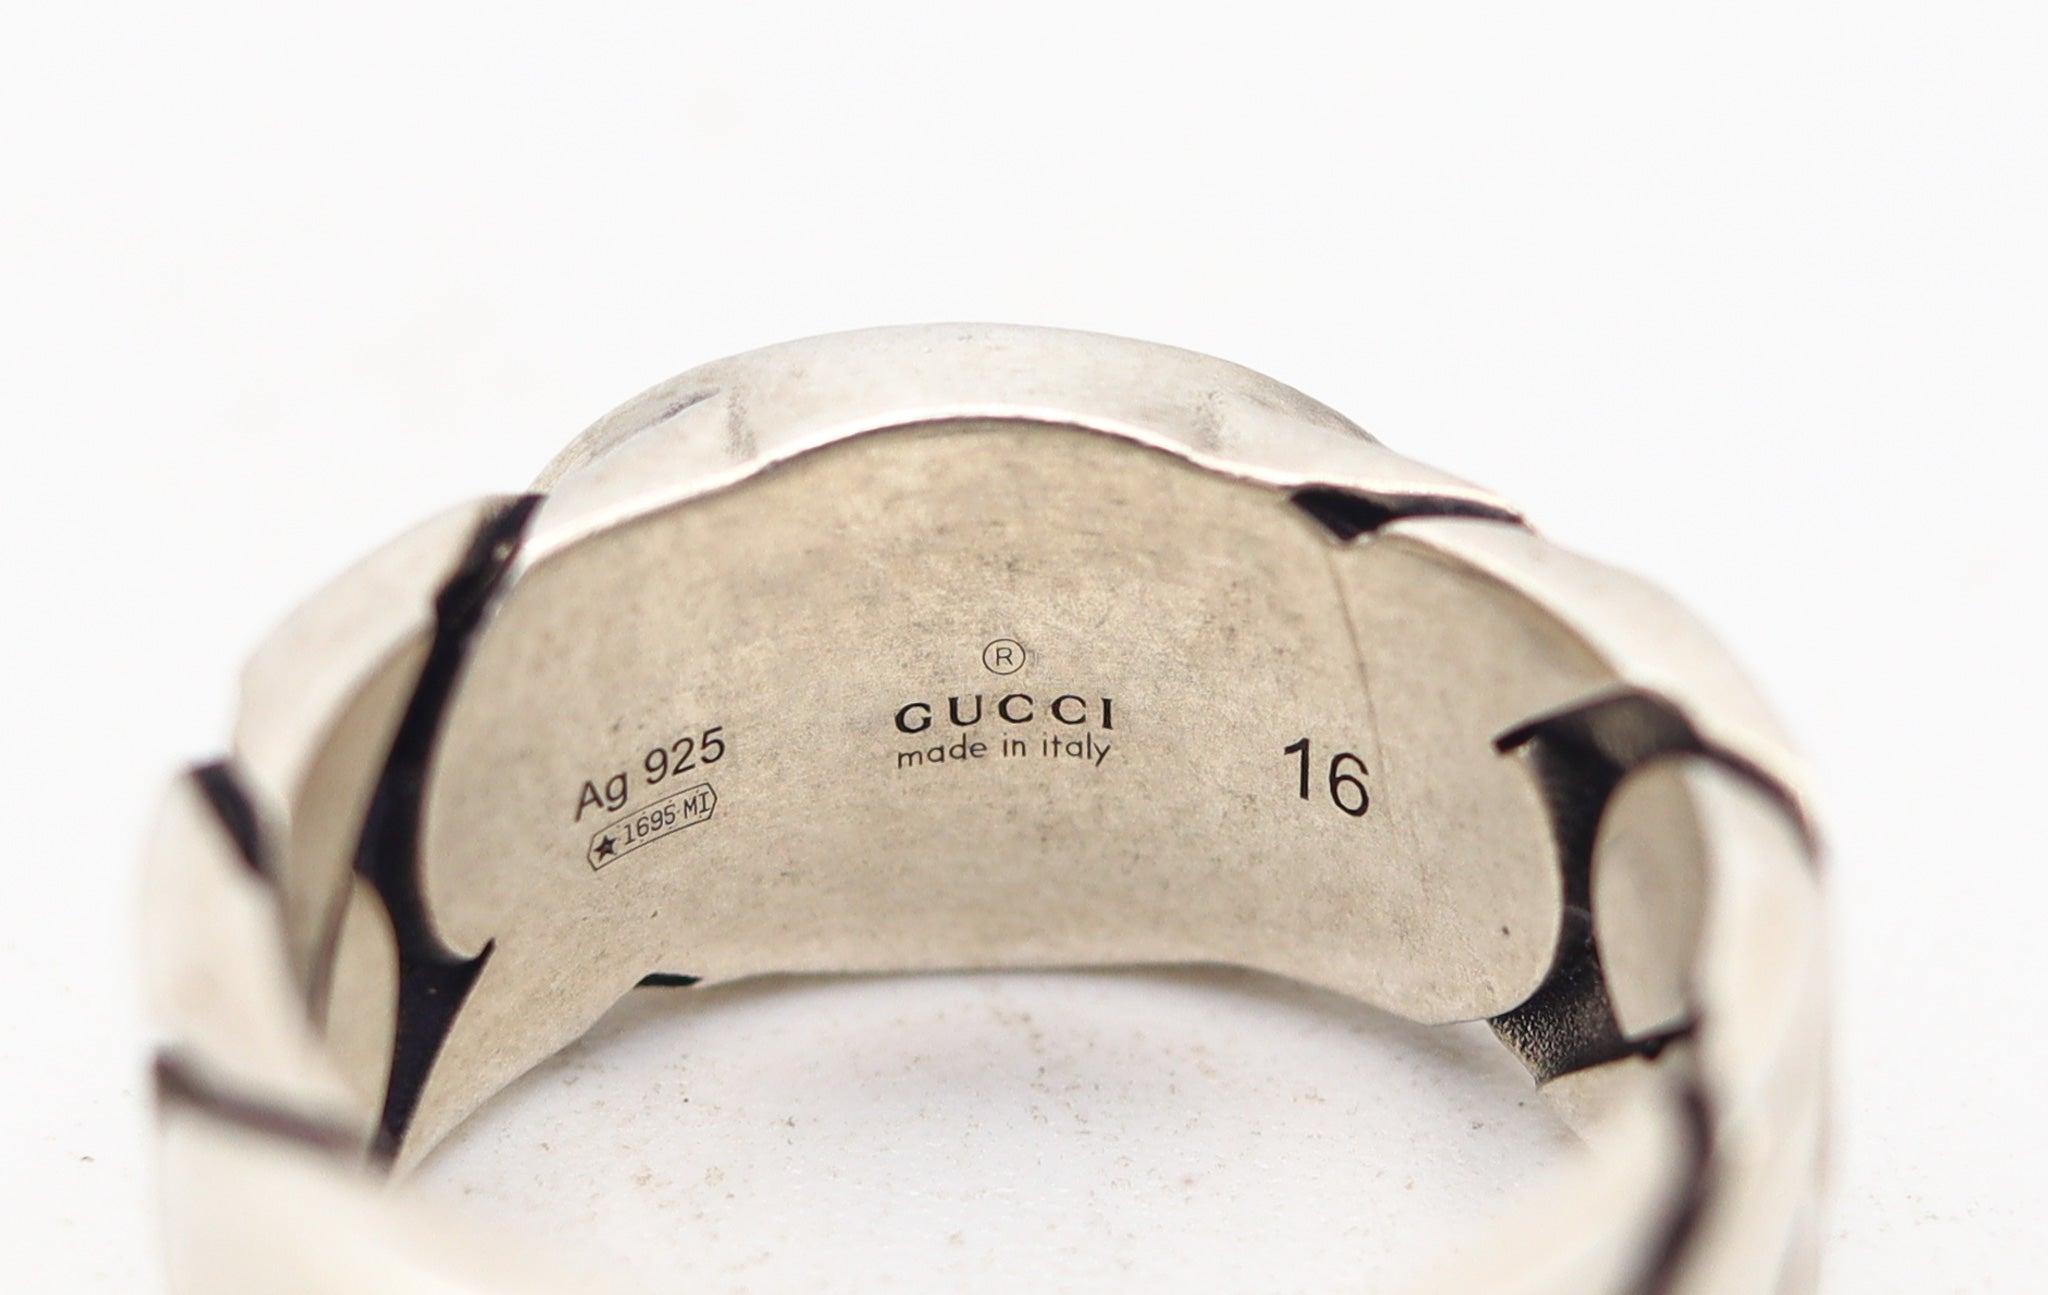 ®
GUCCI
made in italy
Ag 925
★1695 MI
16